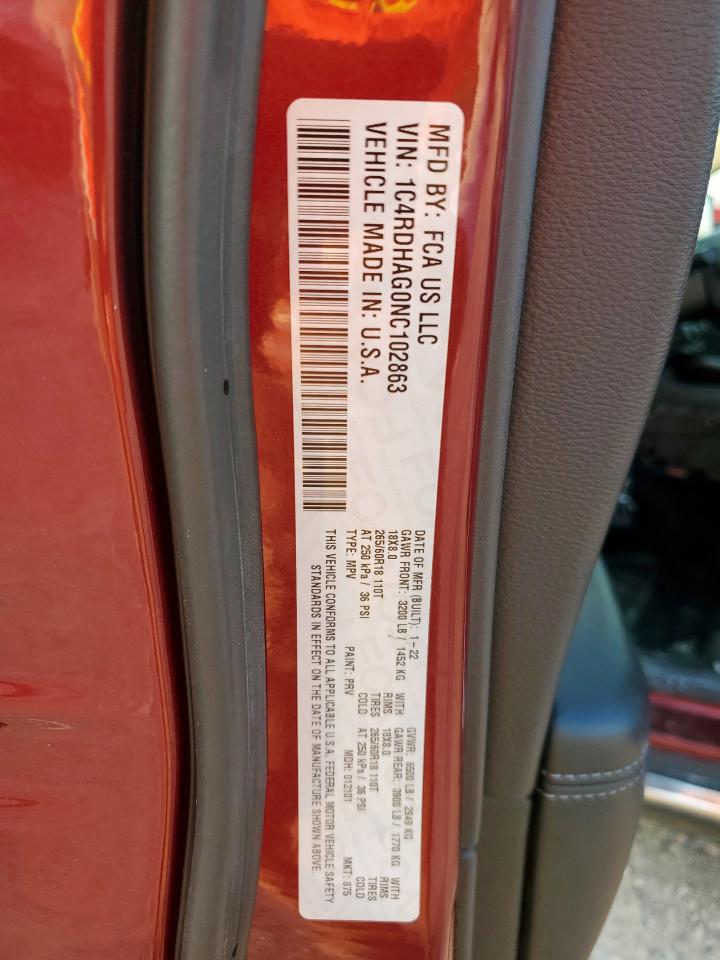 MFD BY: FCA US LLC
VIN: 1C4RDHAG0NC102863
VEHICLE MADE IN: U.S.A.
DATE OF MFR (BUILT): 1-22 GVWR: 6500 LB / 2949 KG
GAWR FRONT: 3200 LB / 1452 KG WITH GAWR REAR: 3900 LB / 1770 KG WITH
18X8.0 RIMS 18X8.0 RIMS
265/60R18 110T TIRES 265/60R18 110T TIRES
AT 250 kPa / 36 PSI COLD AT 250 kPa / 36 PSI COLD
TYPE: MPV PAINT: PRV MDH: 012101 MKT: 875
THIS VEHICLE CONFORMS TO ALL APPLICABLE U.S.A. FEDERAL MOTOR VEHICLE SAFETY
STANDARDS IN EFFECT ON THE DATE OF MANUFACTURE SHOWN ABOVE.